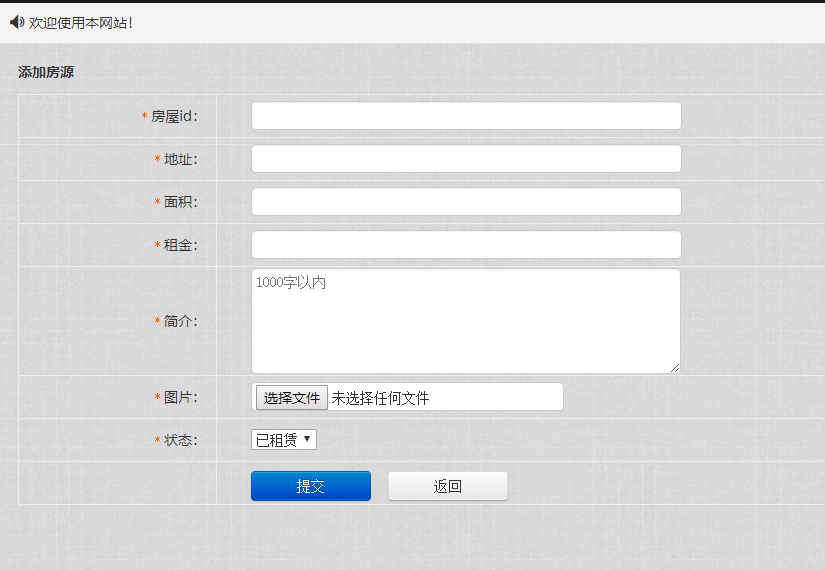 欢迎使用本网站!
添加房源
*房屋id:
*地址:
*面积:
*租金:
*简介:
1000字以内
*图片:
选择文件 未选择任何文件
*状态:
已租赁
提交 返回